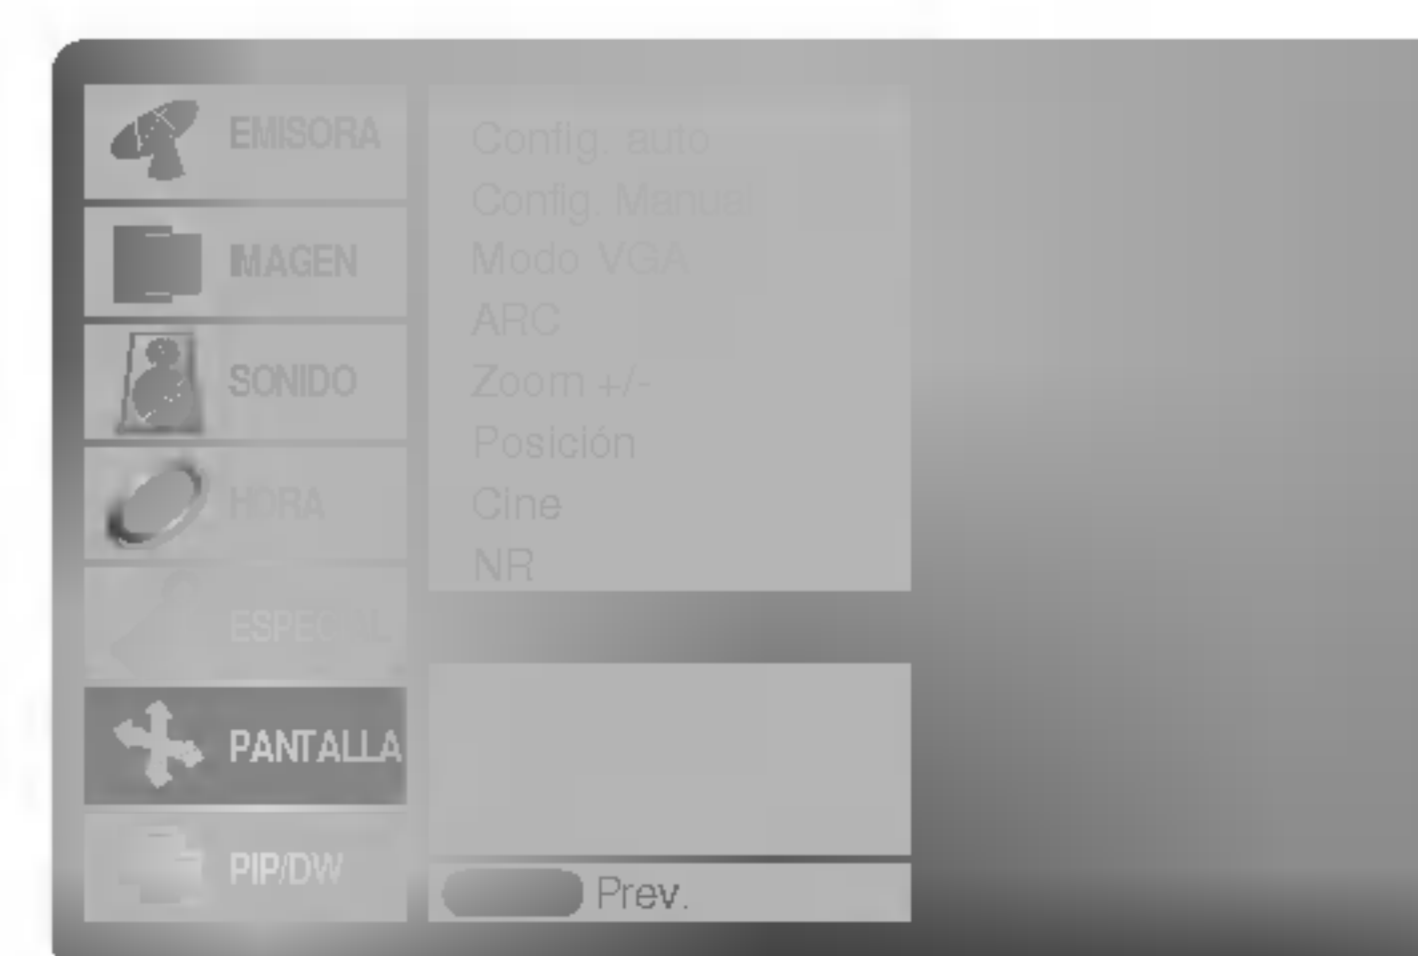 EMISORA
IMAGEN
SONIDO
HORA
ESPECIAL
PANTALLA
PIP/DW
Config. auto
Config. Manual
Modo VGA
ARC
Zoom +/-
Posición
Cine
NR
Prev.